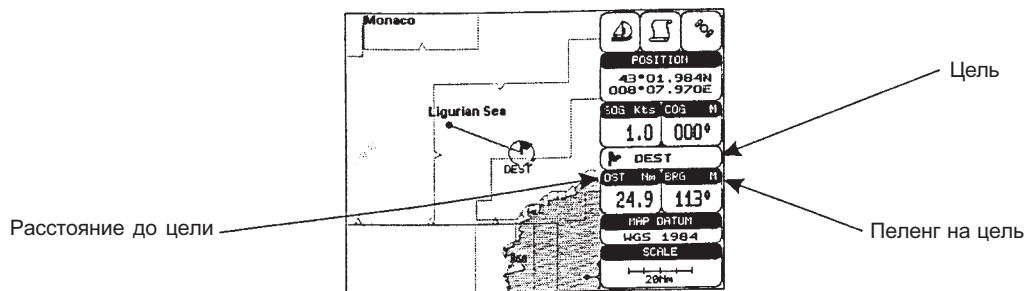 Monaco
Ligurian Sea
DEST
POSITION
43°01.984N
008°07.970E
SOG Kts COG M
1.0 000°
DEST
DST Nm BRG M
24.9 113°
MAP DATUM
WGS 1984
SCALE
20Nm
Цель
Расстояние до цели
Пеленг на цель